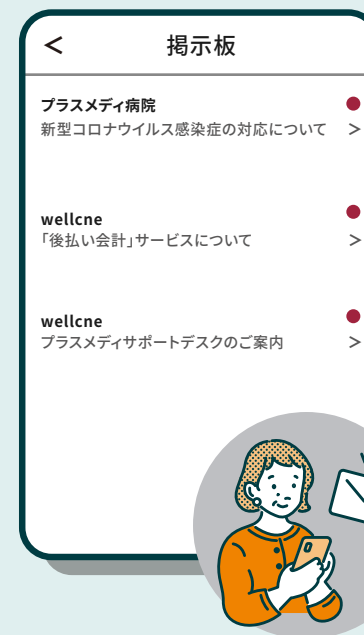 < 掲示板
プラスメディ病院
新型コロナウイルス感染症の対応について >
wellcne
「後払い会計」サービスについて >
wellcne
プラスメディサポートデスクのご案内 >